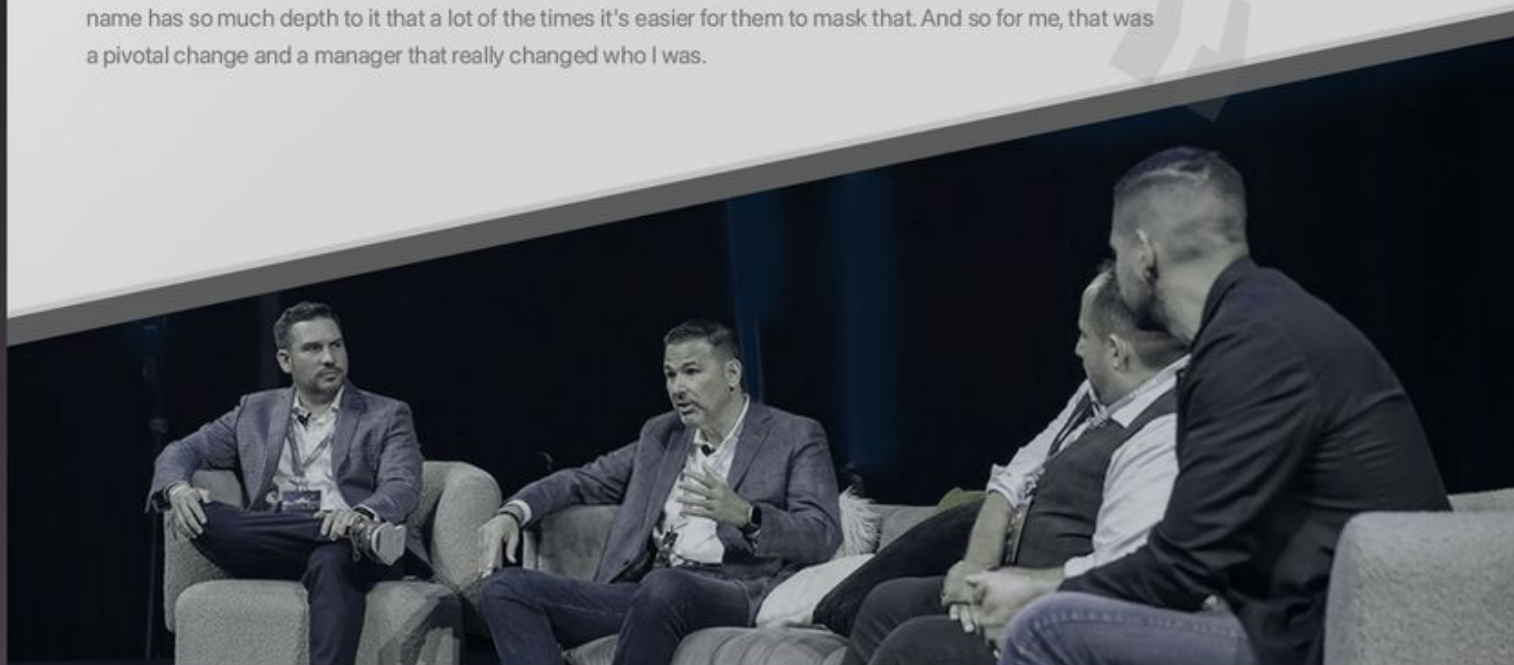 name has so much depth to it that a lot of the times it's easier for them to mask that. And so for me, that was
a pivotal change and a manager that really changed who I was.